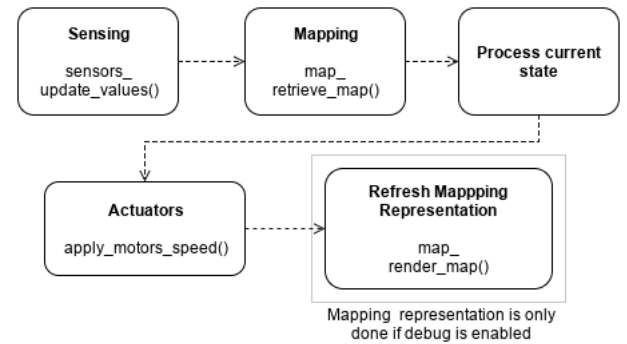 Sensing
sensors_
update_values()
Mapping
map_
retrieve_map()
Process current
state
Actuators
apply_motors_speed()
Refresh Mappping
Representation
map_
render_map()
Mapping representation is only
done if debug is enabled